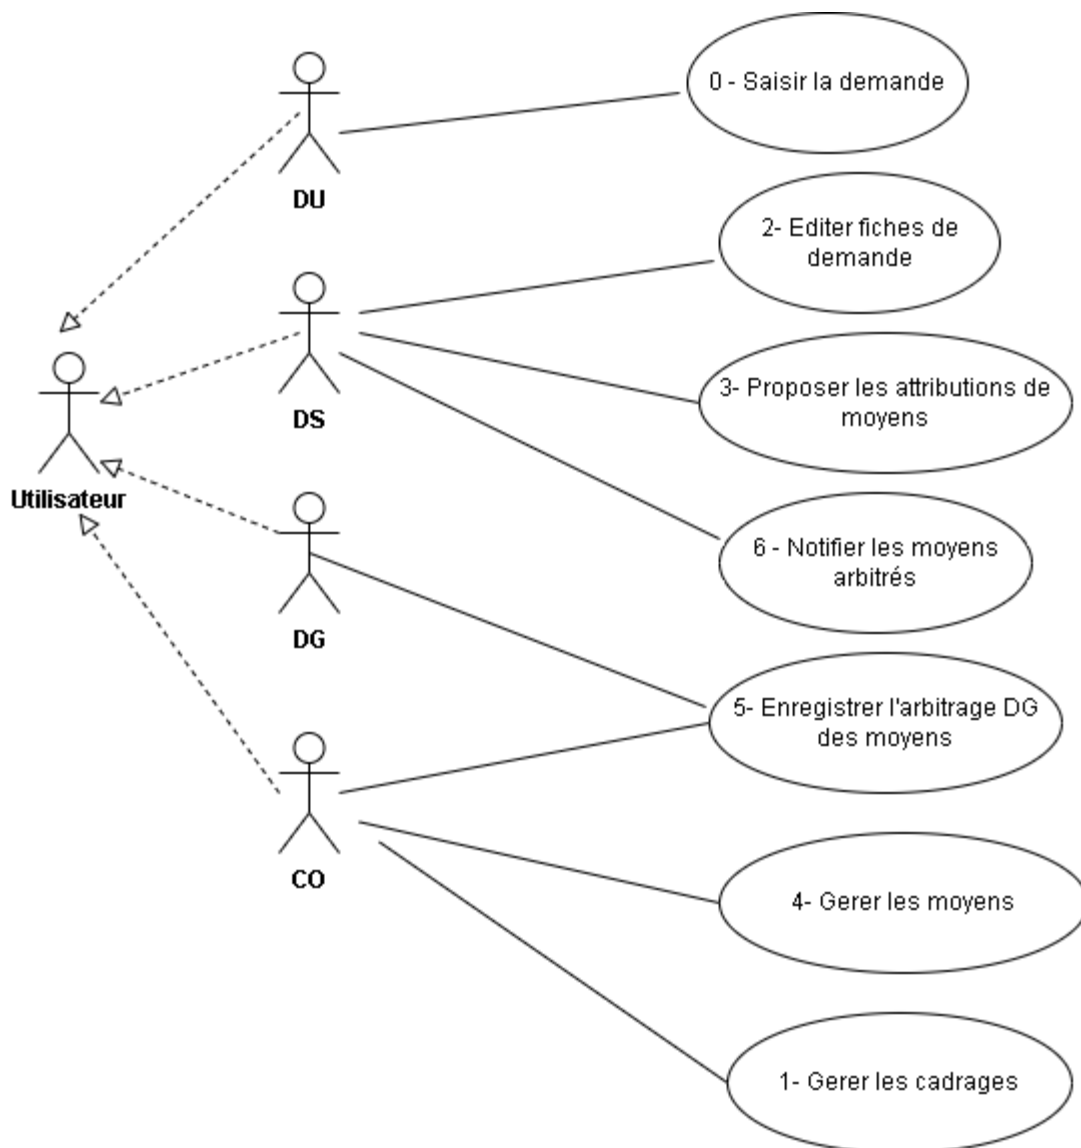 0 - Saisir la demande
DU
2- Editer fiches de
demande
DS
3- Proposer les attributions de
moyens
Utilisateur
6 - Notifier les moyens
arbitrés
DG
5- Enregistrer l'arbitrage DG
des moyens
CO
4- Gerer les moyens
1- Gerer les cadrages